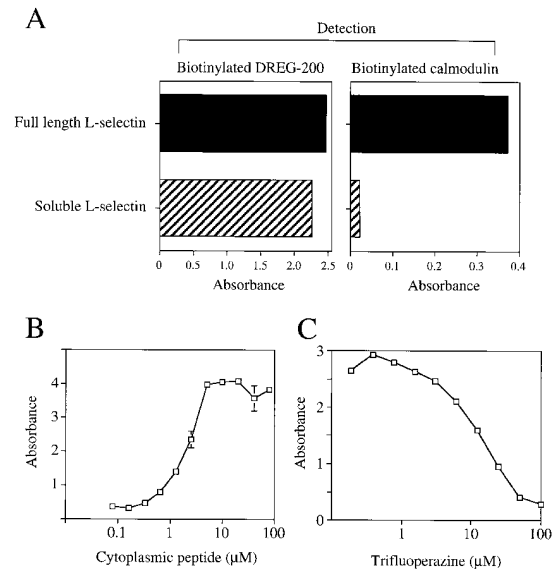 A
Detection
Biotinylated DREG-200
Biotinylated calmodulin
Full length L-selectin
Soluble L-selectin
0 0.5 1.0 1.5 2.0 2.5
0 0.1 0.2 0.3 0.4
Absorbance
Absorbance
B
C
4
3
2
1
Absorbance
0.1 1 10 100
Cytoplasmic peptide (µM)
3
2
1
0
Absorbance
1 10 100
Trifluoperazine (µM)